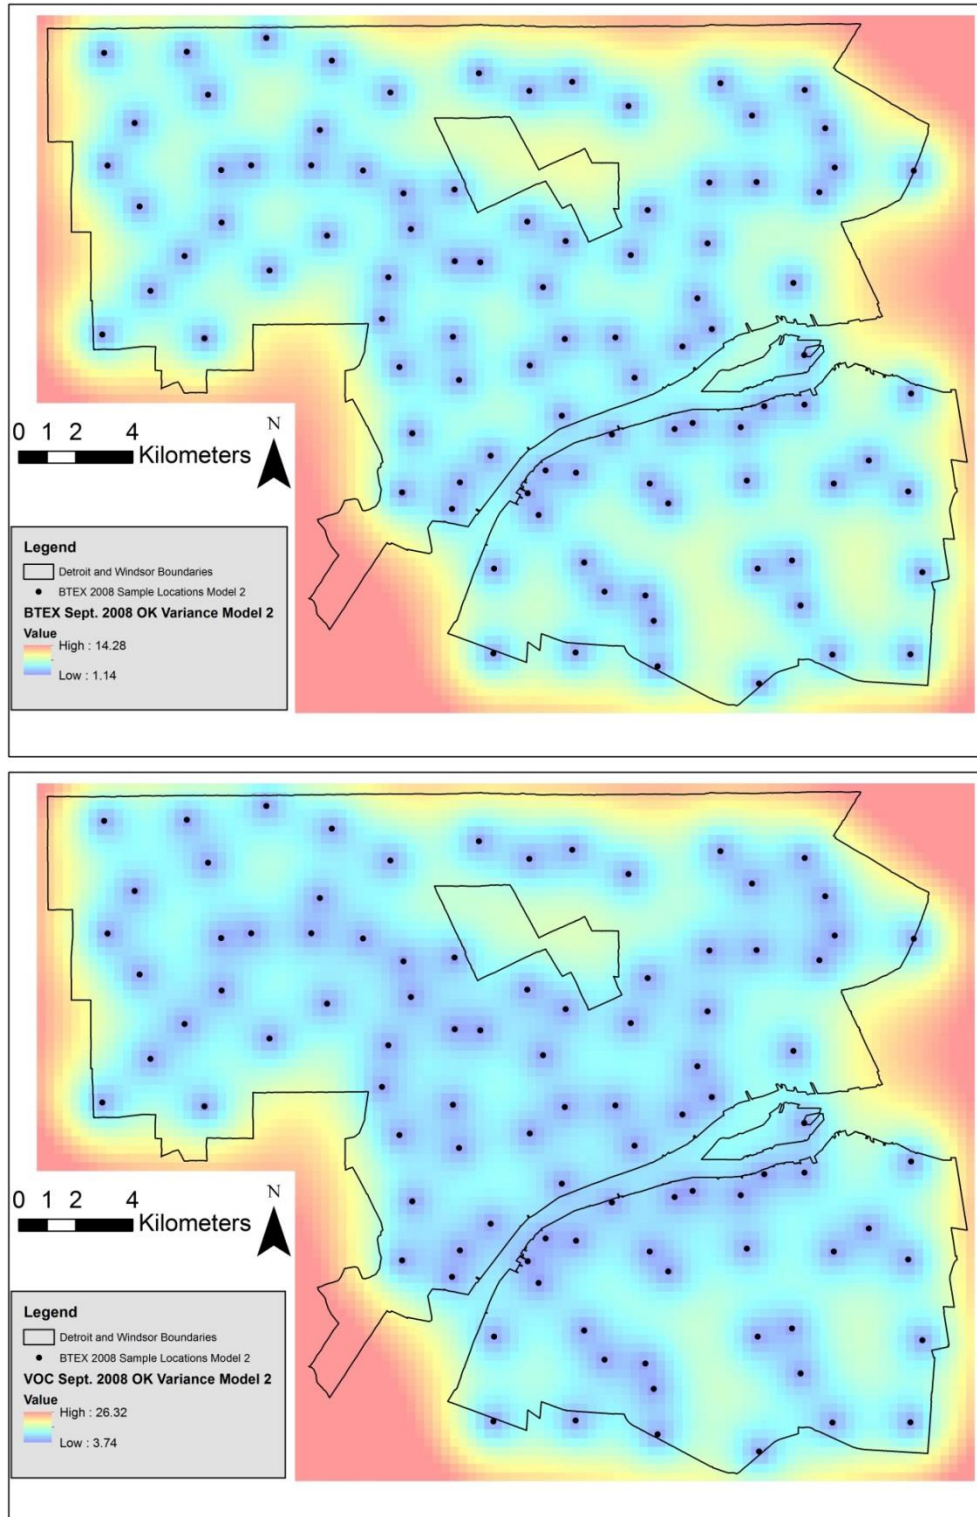 0 1 2 4
Kilometers
N
Legend
Detroit and Windsor Boundaries
BTEX 2008 Sample Locations Model 2
BTEX Sept. 2008 OK Variance Model 2
Value
High : 14.28
Low : 1.14
0 1 2 4
Kilometers
N
Legend
Detroit and Windsor Boundaries
BTEX 2008 Sample Locations Model 2
VOC Sept. 2008 OK Variance Model 2
Value
High : 26.32
Low : 3.74